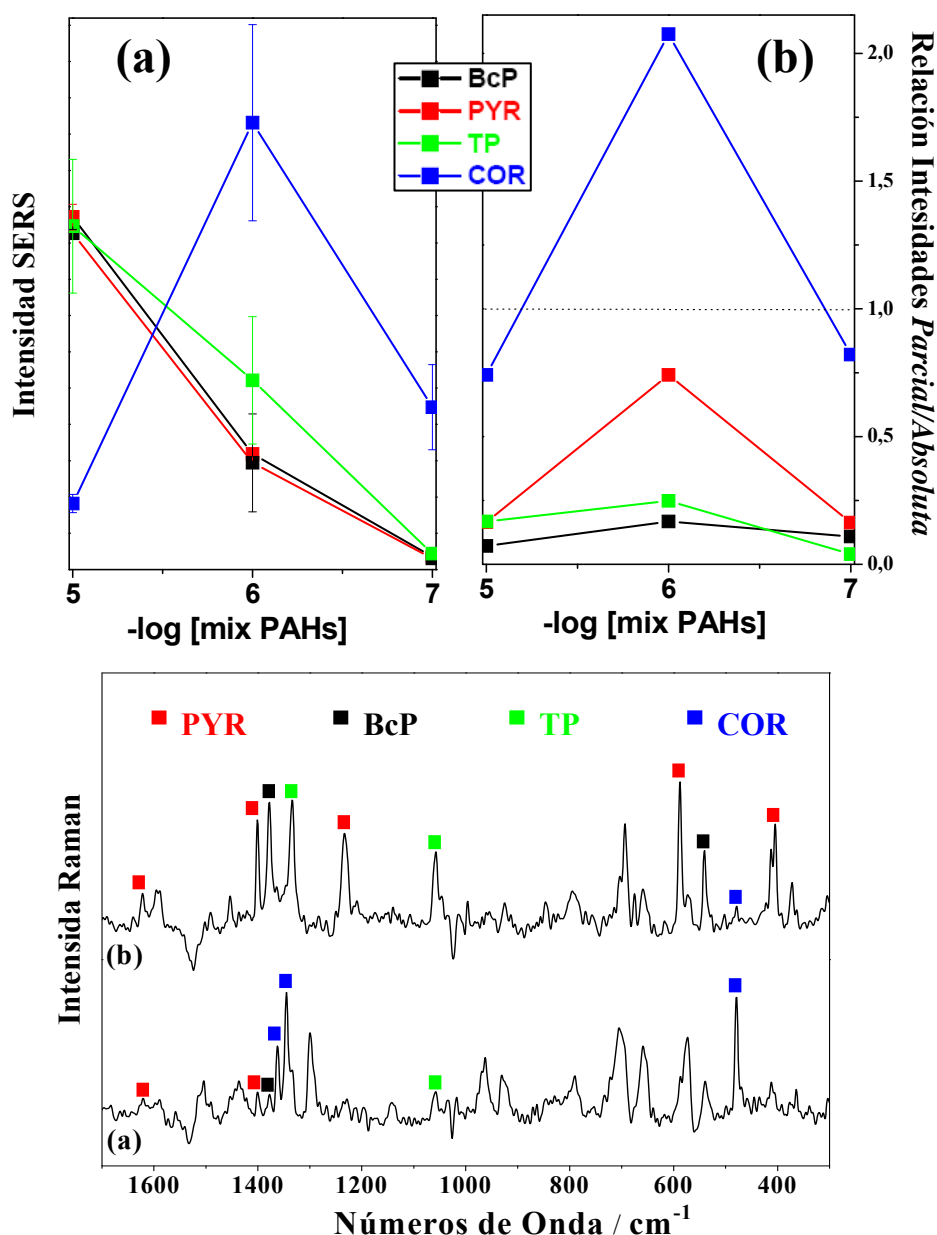 (a)
(b)
BcP
PYR
TP
COR
Intensidad SERS
Relación Intesidades Parcial/Absoluta
2,0
1,5
1,0
0,5
0,0
5 6 7
5 6 7
-log [mix PAHs]
-log [mix PAHs]
PYR BcP TP COR
Intensida Raman
(b)
(a)
1600 1400 1200 1000 800 600 400
Números de Onda / cm-1